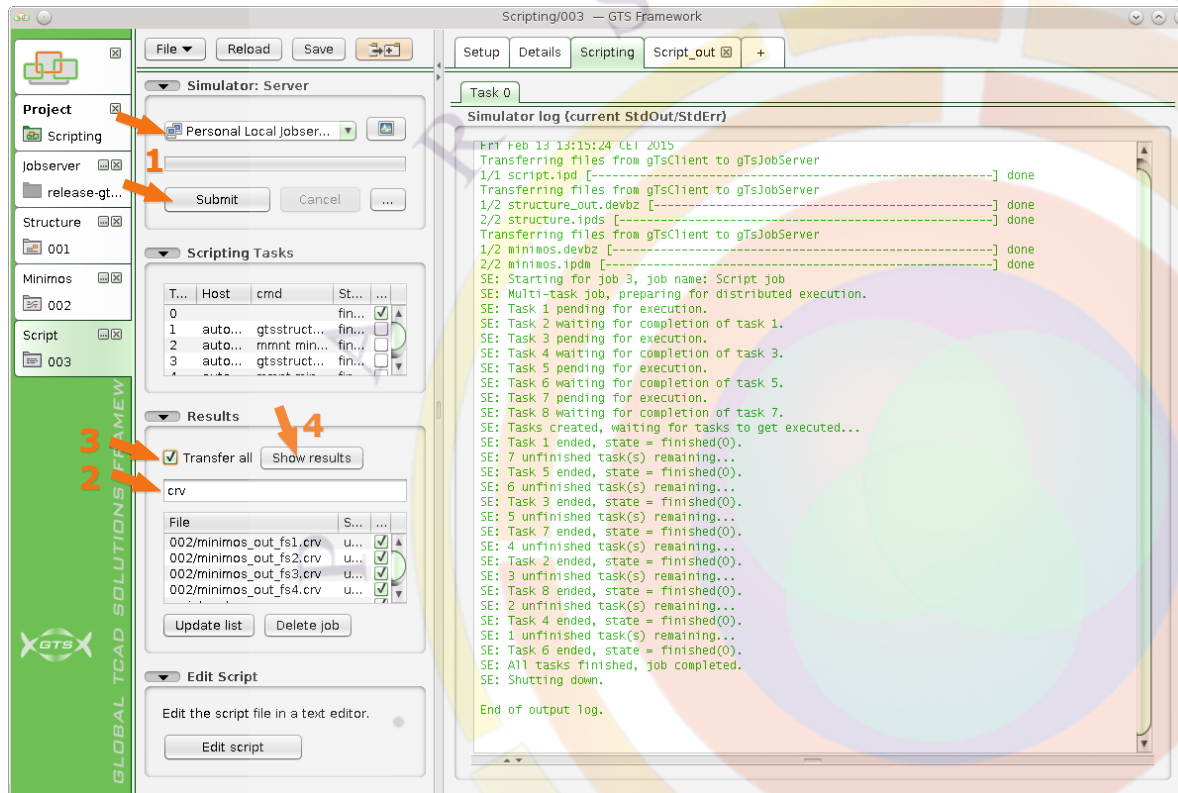 Scripting/003 — GTS Framework
Project
Scripting
Jobserver
release-gt...
Structure
001
Minimos
002
Script
003
GLOBAL TCAD SOLUTIONS FRAMEW
GTS
File Reload Save
Simulator: Server
Personal Local Jobser...
1
Submit Cancel ...
Scripting Tasks
T... Host cmd St... ...
0 fin...
1 auto... gtsstruct... fin...
2 auto... mmnt min... fin...
3 auto... gtsstruct... fin...
Results
4
3
Transfer all Show results
2
crv
File S... ...
002/minimos_out_fs1.crv u...
002/minimos_out_fs2.crv u...
002/minimos_out_fs3.crv u...
002/minimos_out_fs4.crv u...
Update list Delete job
Edit Script
Edit the script file in a text editor.
Edit script
Setup Details Scripting Script_out +
Task 0
Simulator log {current StdOut/StdErr}
Fri Feb 13 13:15:24 CET 2015
Transferring files from gTsClient to gTsJobServer
1/1 script.ipd [-----------------------------------------------------------------] done
Transferring files from gTsClient to gTsJobServer
1/2 structure_out.devbz [--------------------------------------------------------] done
2/2 structure.ipds [-------------------------------------------------------------] done
Transferring files from gTsClient to gTsJobServer
1/2 minimos.devbz [--------------------------------------------------------------] done
2/2 minimos.ipdm [---------------------------------------------------------------] done
SE: Starting for job 3, job name: Script job
SE: Multi-task job, preparing for distributed execution.
SE: Task 1 pending for execution.
SE: Task 2 waiting for completion of task 1.
SE: Task 3 pending for execution.
SE: Task 4 waiting for completion of task 3.
SE: Task 5 pending for execution.
SE: Task 6 waiting for completion of task 5.
SE: Task 7 pending for execution.
SE: Task 8 waiting for completion of task 7.
SE: Tasks created, waiting for tasks to get executed...
SE: Task 1 ended, state = finished(0).
SE: 7 unfinished task(s) remaining...
SE: Task 5 ended, state = finished(0).
SE: 6 unfinished task(s) remaining...
SE: Task 3 ended, state = finished(0).
SE: 5 unfinished task(s) remaining...
SE: Task 7 ended, state = finished(0).
SE: 4 unfinished task(s) remaining...
SE: Task 2 ended, state = finished(0).
SE: 3 unfinished task(s) remaining...
SE: Task 8 ended, state = finished(0).
SE: 2 unfinished task(s) remaining...
SE: Task 4 ended, state = finished(0).
SE: 1 unfinished task(s) remaining...
SE: Task 6 ended, state = finished(0).
SE: All tasks finished, job completed.
SE: Shutting down.
End of output log.